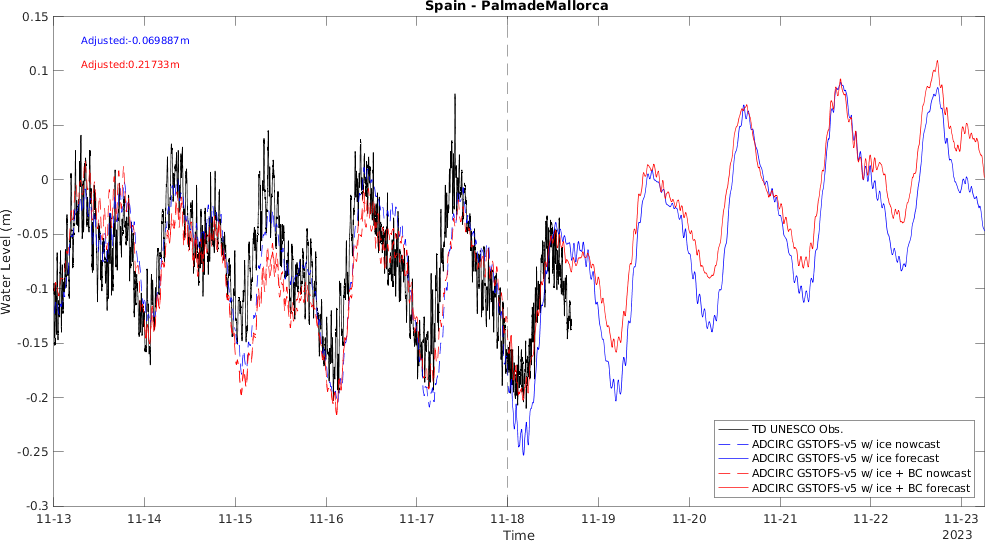 Spain - PalmadeMallorca
Adjusted:-0.069887m
Adjusted:0.21733m
0.15
0.1
0.05
0
-0.05
-0.1
-0.15
-0.2
-0.25
-0.3
Water Level (m)
TD UNESCO Obs.
ADCIRC GSTOFS-v5 w/ ice nowcast
ADCIRC GSTOFS-v5 w/ ice forecast
ADCIRC GSTOFS-v5 w/ ice + BC nowcast
ADCIRC GSTOFS-v5 w/ ice + BC forecast
11-13 11-14 11-15 11-16 11-17 11-18 11-19 11-20 11-21 11-22 11-23
Time
2023